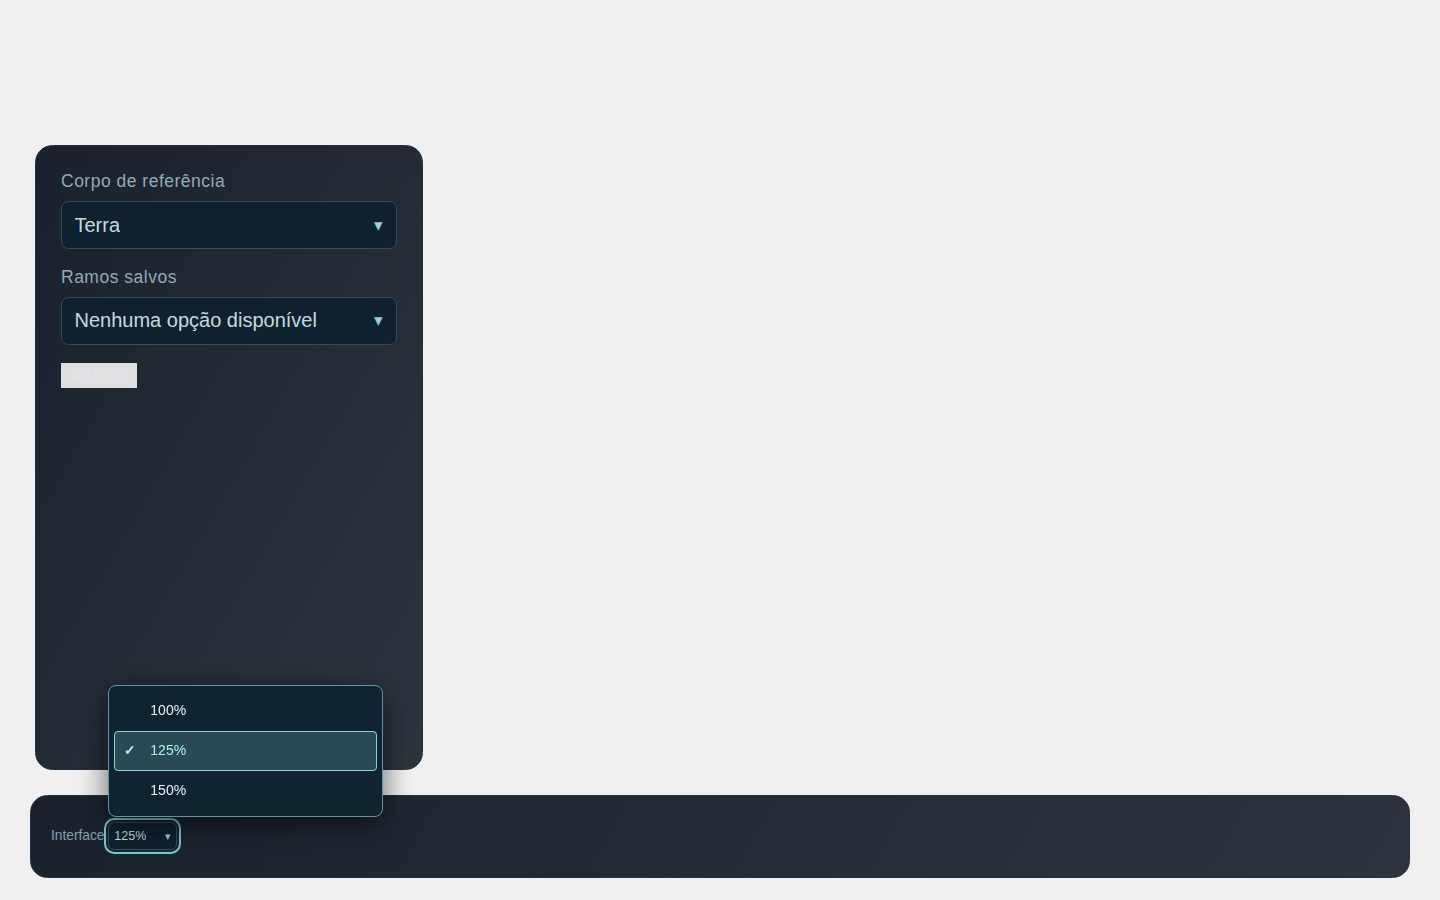 Corpo de referência
Terra
Ramos salvos
Nenhuma opção disponível
100%
✓ 125%
150%
Interface 125%